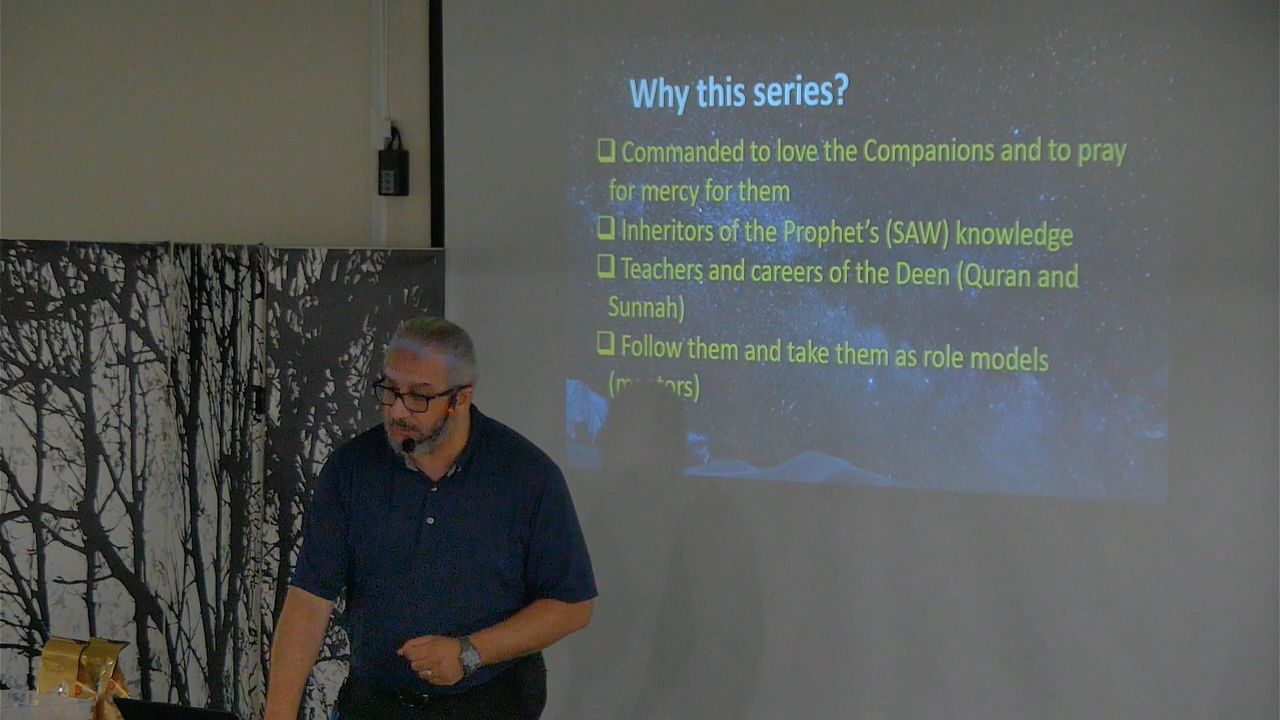 Why this series?
❑ Commanded to love the Companions and to pray
for mercy for them
❑ Inheritors of the Prophet's (SAW) knowledge
❑ Teachers and careers of the Deen (Quran and
Sunnah)
❑ Follow them and take them as role models